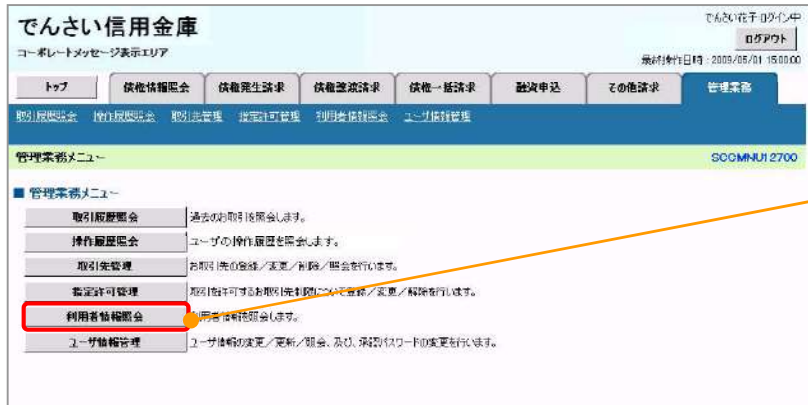 でんさい信用金庫
コーポレートメッセージ表示エリア
でんさい花子 ログイン中
ログアウト
最終操作日時：2009/05/01 15:00:00
トップ
債権情報照会
債権発生請求
債権譲渡請求
債権一括請求
融資申込
その他請求
管理業務
取引履歴照会 操作履歴照会 取引先管理 指定許可管理 利用者情報照会 ユーザ情報管理
管理業務メニュー
SCCMNU12700
■ 管理業務メニュー
取引履歴照会 過去のお取引を照会します。
操作履歴照会 ユーザの操作履歴を照会します。
取引先管理 お取引先の登録／変更／削除／照会を行います。
指定許可管理 取引を許可するお取引先制限について登録／変更／解除を行います。
利用者情報照会 利用者情報を照会します。
ユーザ情報管理 ユーザ情報の変更／更新／照会、及び、承認パスワードの変更を行います。